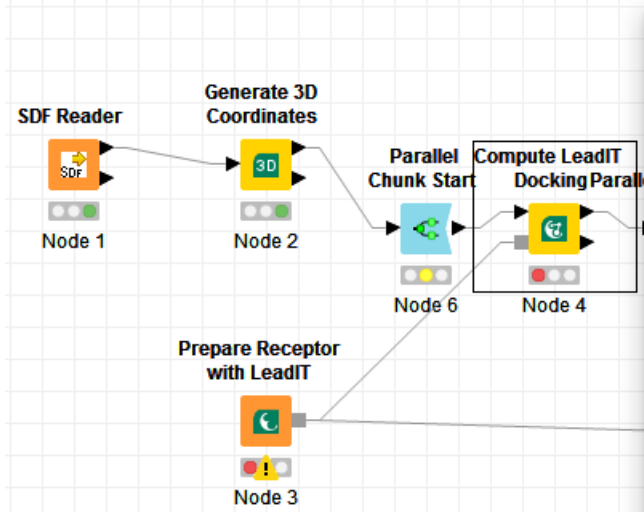 Generate 3D
Coordinates
SDF Reader
SDF
3D
Node 1
Node 2
Parallel
Chunk Start
Compute LeadIT
Docking
Node 6
Node 4
Prepare Receptor
with LeadIT
!
Node 3